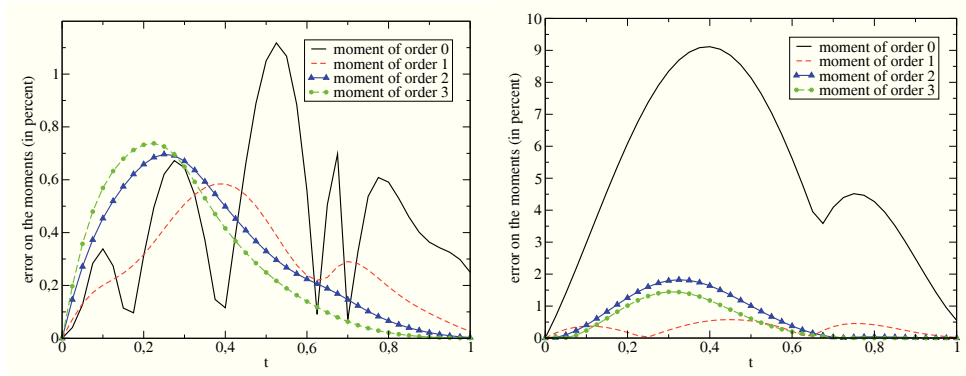 moment of order 0
moment of order 1
moment of order 2
moment of order 3
error on the moments (in percent)
1
0,8
0,6
0,4
0,2
0
0
0,2
0,4
0,6
0,8
1
t
moment of order 0
moment of order 1
moment of order 2
moment of order 3
error on the moments (in percent)
10
9
8
7
6
5
4
3
2
1
0
0
0,2
0,4
0,6
0,8
1
t